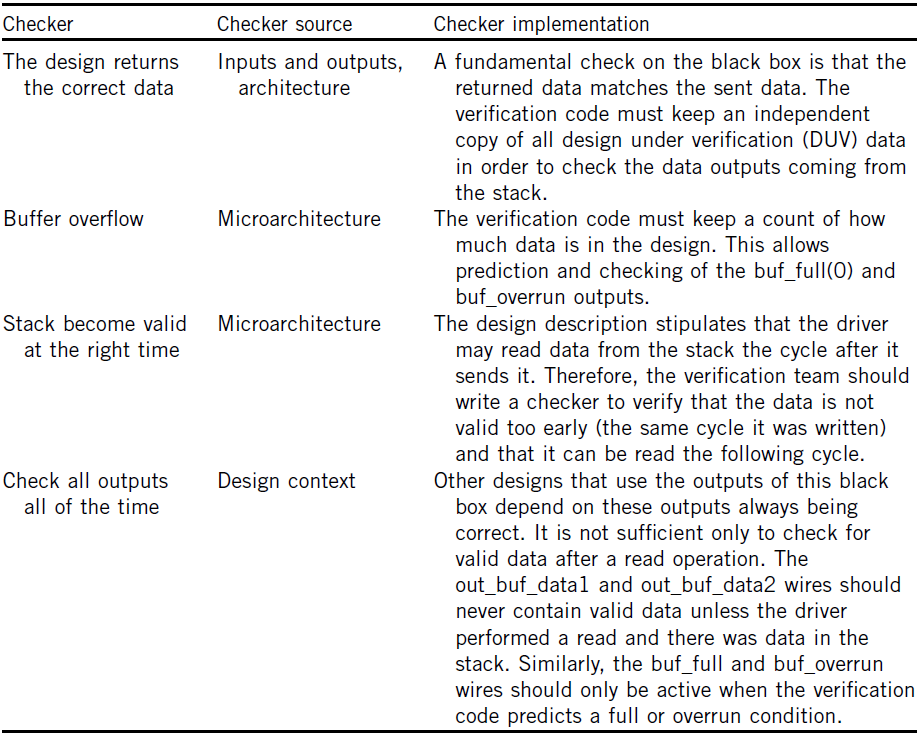 Checker Checker source Checker implementation
The design returns Inputs and outputs, A fundamental check on the black box is that the
the correct data architecture returned data matches the sent data. The
verification code must keep an independent
copy of all design under verification (DUV) data
in order to check the data outputs coming from
the stack.
Buffer overflow Microarchitecture The verification code must keep a count of how
much data is in the design. This allows
prediction and checking of the buf_full(0) and
buf_overrun outputs.
Stack become valid Microarchitecture The design description stipulates that the driver
at the right time may read data from the stack the cycle after it
sends it. Therefore, the verification team should
write a checker to verify that the data is not
valid too early (the same cycle it was written)
and that it can be read the following cycle.
Check all outputs Design context Other designs that use the outputs of this black
all of the time box depend on these outputs always being
correct. It is not sufficient only to check for
valid data after a read operation. The
out_buf_data1 and out_buf_data2 wires should
never contain valid data unless the driver
performed a read and there was data in the
stack. Similarly, the buf_full and buf_overrun
wires should only be active when the verification
code predicts a full or overrun condition.